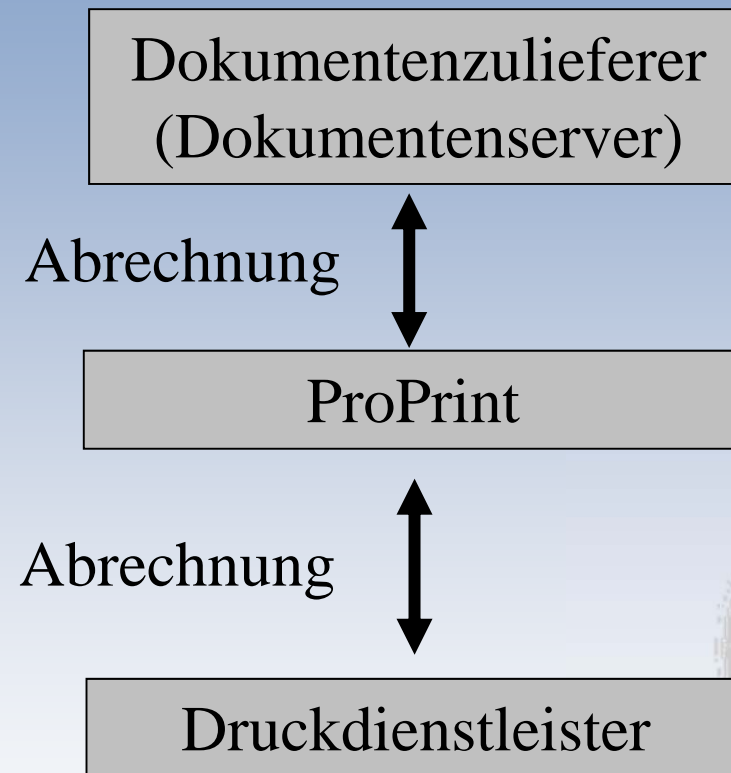 Dokumentenzulieferer
(Dokumentenserver)
Abrechnung
ProPrint
Abrechnung
Druckdienstleister